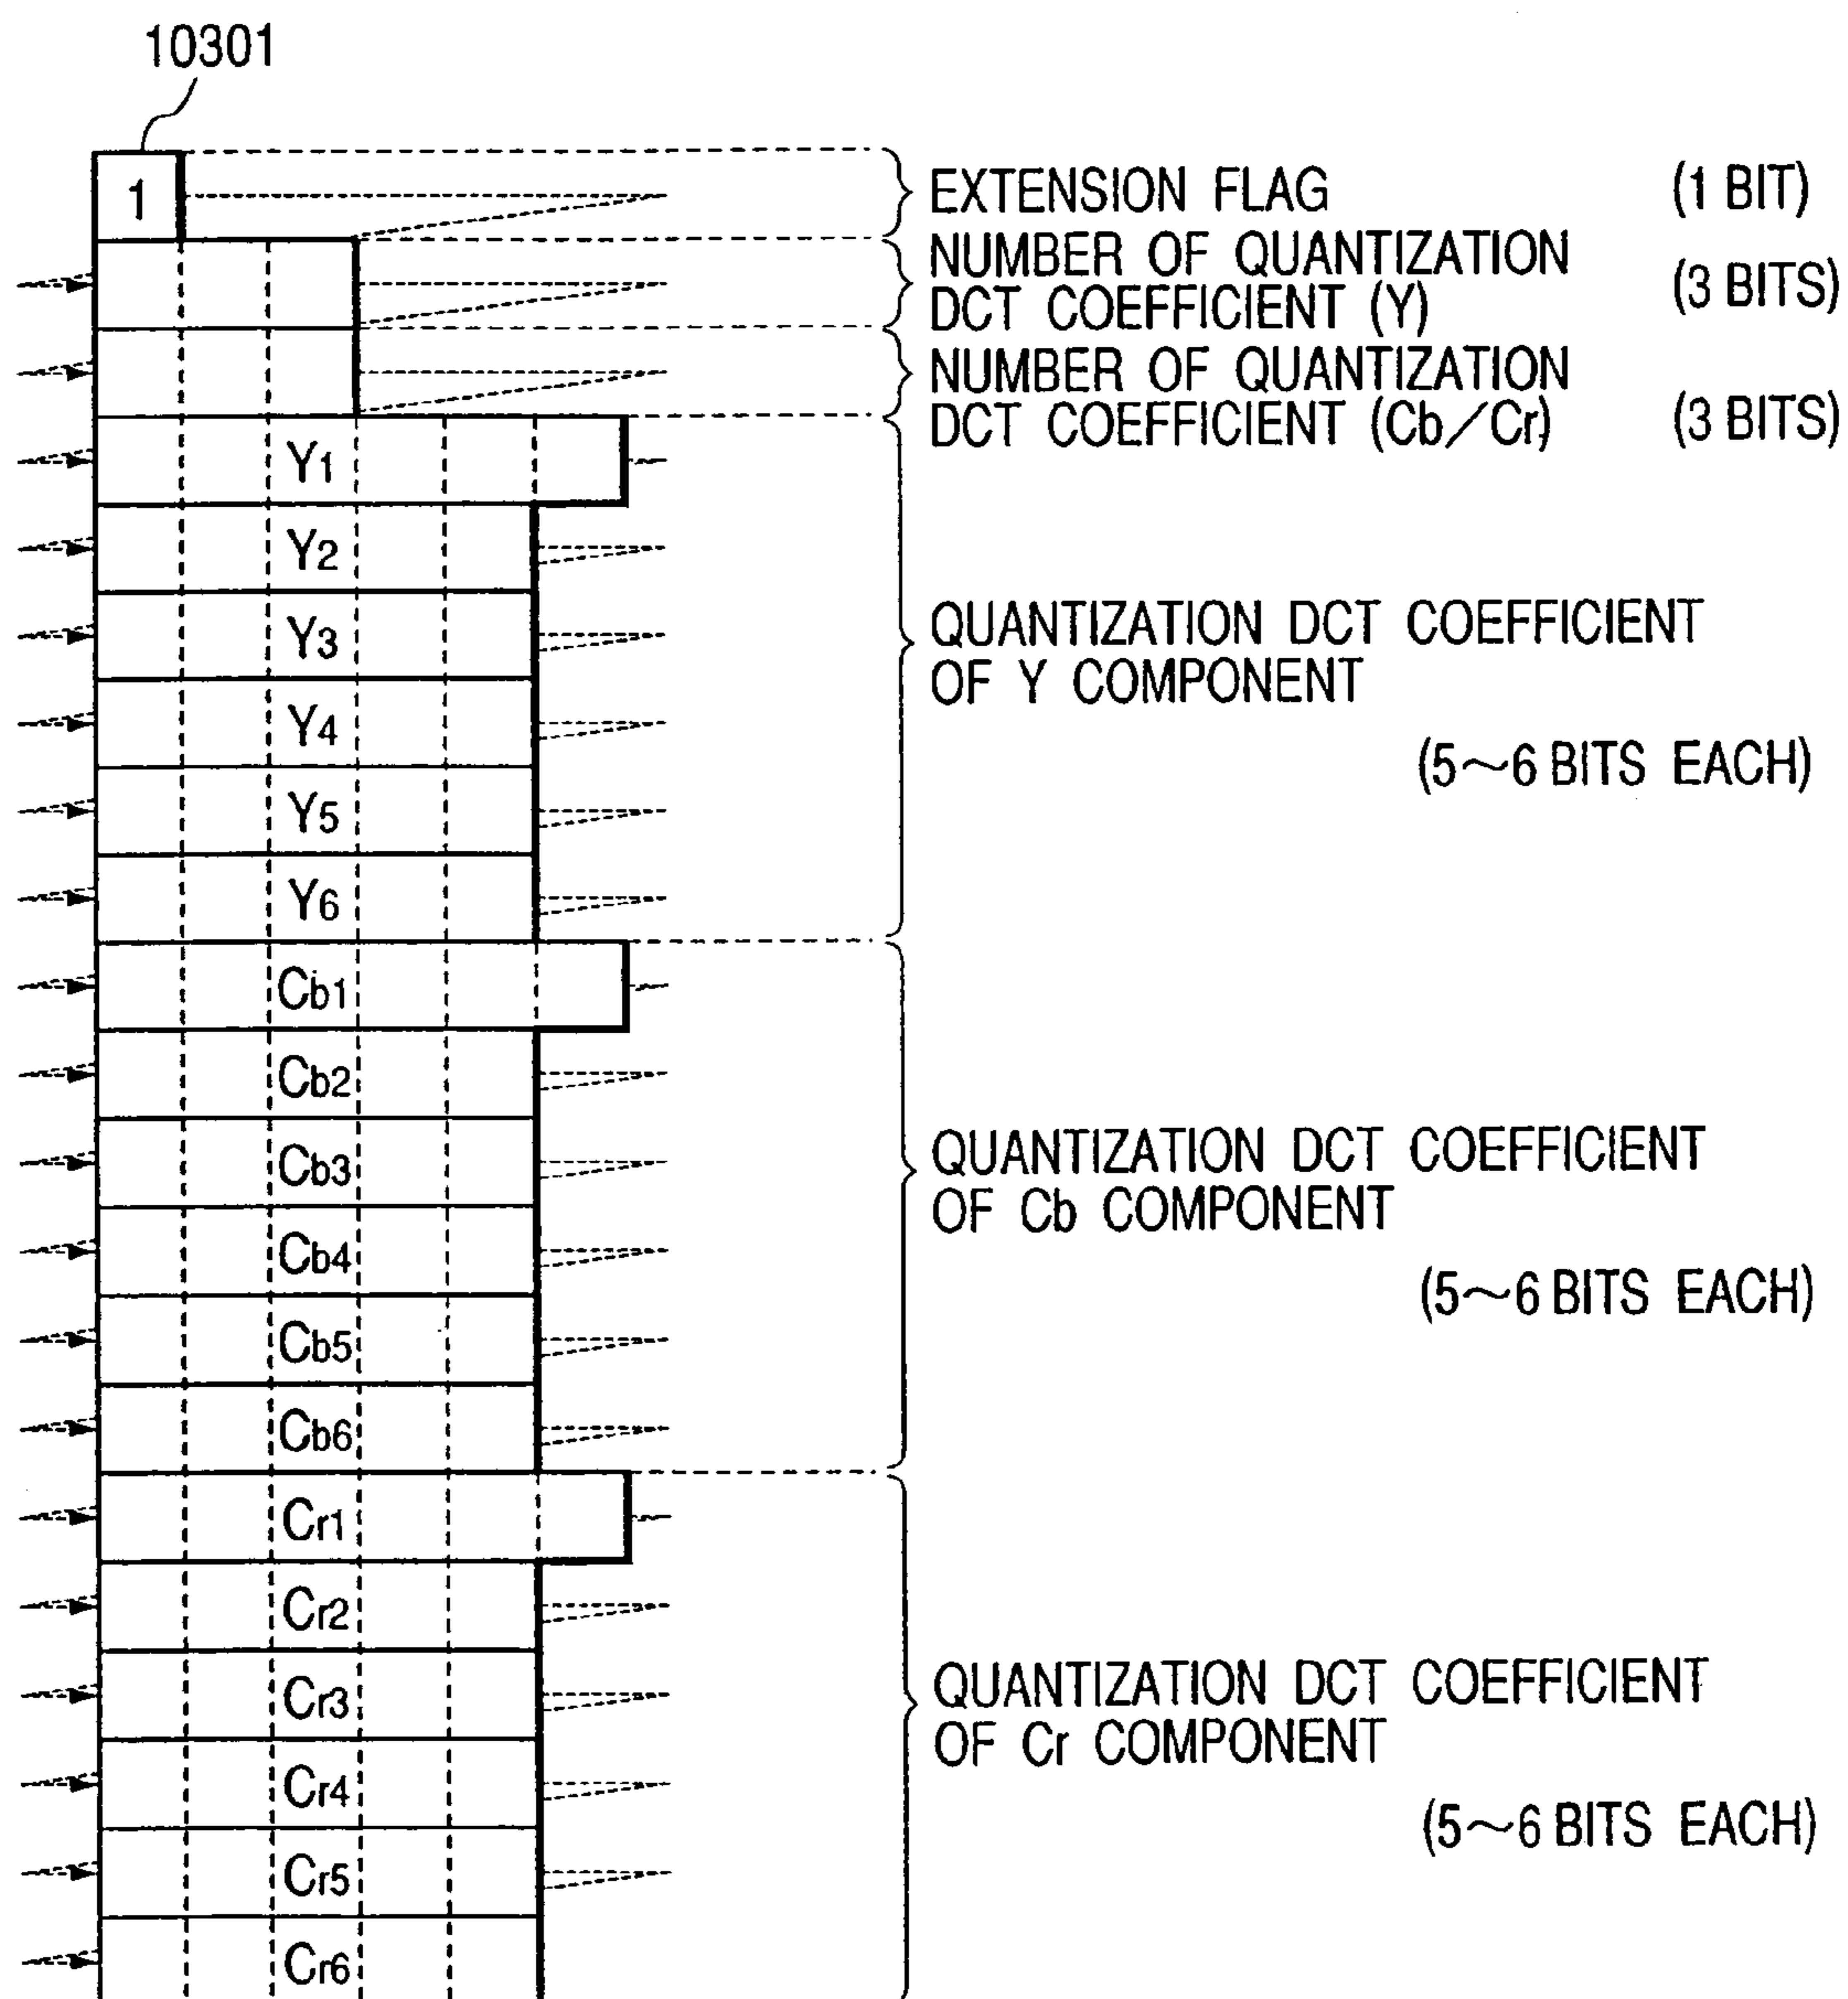 10301
1
EXTENSION FLAG (1 BIT)
NUMBER OF QUANTIZATION
DCT COEFFICIENT (Y) (3 BITS)
NUMBER OF QUANTIZATION
DCT COEFFICIENT (Cb/Cr) (3 BITS)
Y1
Y2
Y3
QUANTIZATION DCT COEFFICIENT
OF Y COMPONENT
Y4
(5~6 BITS EACH)
Y5
Y6
Cb1
Cb2
Cb3
QUANTIZATION DCT COEFFICIENT
OF Cb COMPONENT
Cb4
(5~6 BITS EACH)
Cb5
Cb6
Cr1
Cr2
Cr3
QUANTIZATION DCT COEFFICIENT
OF Cr COMPONENT
Cr4
(5~6 BITS EACH)
Cr5
Cr6